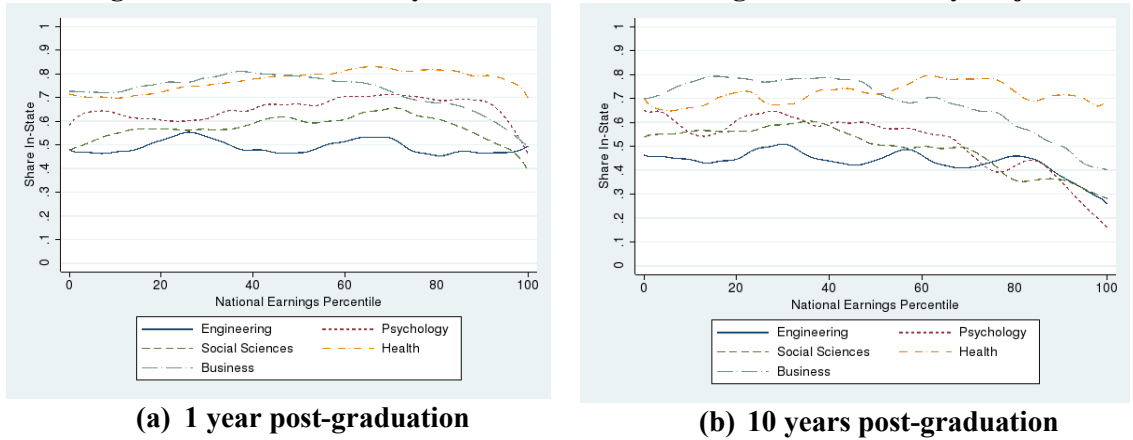 1
.9
.8
.7
.6
.5
.4
.3
.2
.1
0
Share In-State
0 20 40 60 80 100
National Earnings Percentile
Engineering Psychology
Social Sciences Health
Business
(a) 1 year post-graduation
1
.9
.8
.7
.6
.5
.4
.3
.2
.1
0
Share In-State
0 20 40 60 80 100
National Earnings Percentile
Engineering Psychology
Social Sciences Health
Business
(b) 10 years post-graduation